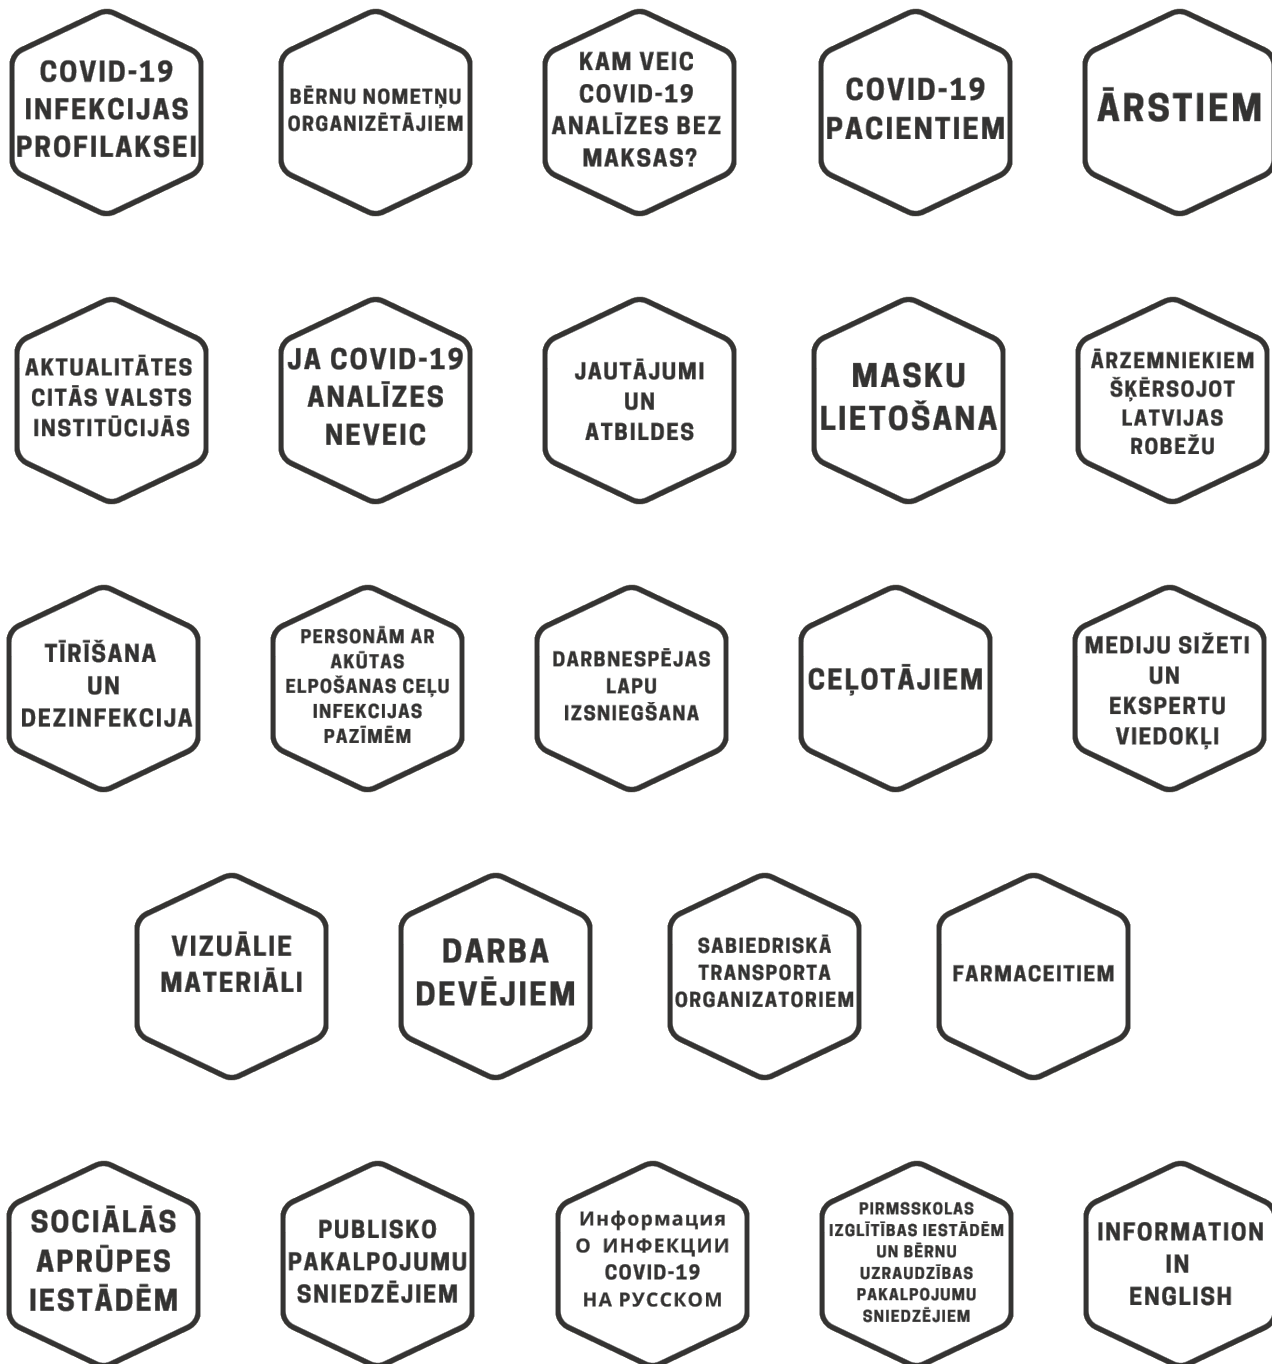 COVID-19
INFEKCIJAS
PROFILAKSEI
BĒRNU NOMETŅU
ORGANIZĒTĀJIEM
KAM VEIC
COVID-19
ANALĪZES BEZ
MAKSAS?
COVID-19
PACIENTIEM
ĀRSTIEM
AKTUALITĀTES
CITĀS VALSTS
INSTITŪCIJĀS
JA COVID-19
ANALĪZES
NEVEIC
JAUTĀJUMI
UN
ATBILDES
MASKU
LIETOŠANA
ĀRZEMNIEKIEM
ŠĶĒRSOJOT
LATVIJAS
ROBEŽU
TĪRĪŠANA
UN
DEZINFEKCIJA
PERSONĀM AR
AKŪTAS
ELPOŠANAS CEĻU
INFEKCIJAS
PAZĪMĒM
DARBNESPĒJAS
LAPU
IZSNIEGŠANA
CEĻOTĀJIEM
MEDIJU SIŽETI
UN
EKSPERTU
VIEDOKĻI
VIZUĀLIE
MATERIĀLI
DARBA
DEVĒJIEM
SABIEDRISKĀ
TRANSPORTA
ORGANIZATORIEM
FARMACEITIEM
SOCIĀLĀS
APRŪPES
IESTĀDĒM
PUBLISKO
PAKALPOJUMU
SNIEDZĒJIEM
Информация
О ИНФЕКЦИИ
COVID-19
НА РУССКОМ
PIRMSSKOLAS
IZGLĪTĪBAS IESTĀDĒM
UN BĒRNU
UZRAUDZĪBAS
PAKALPOJUMU
SNIEDZĒJIEM
INFORMATION
IN
ENGLISH